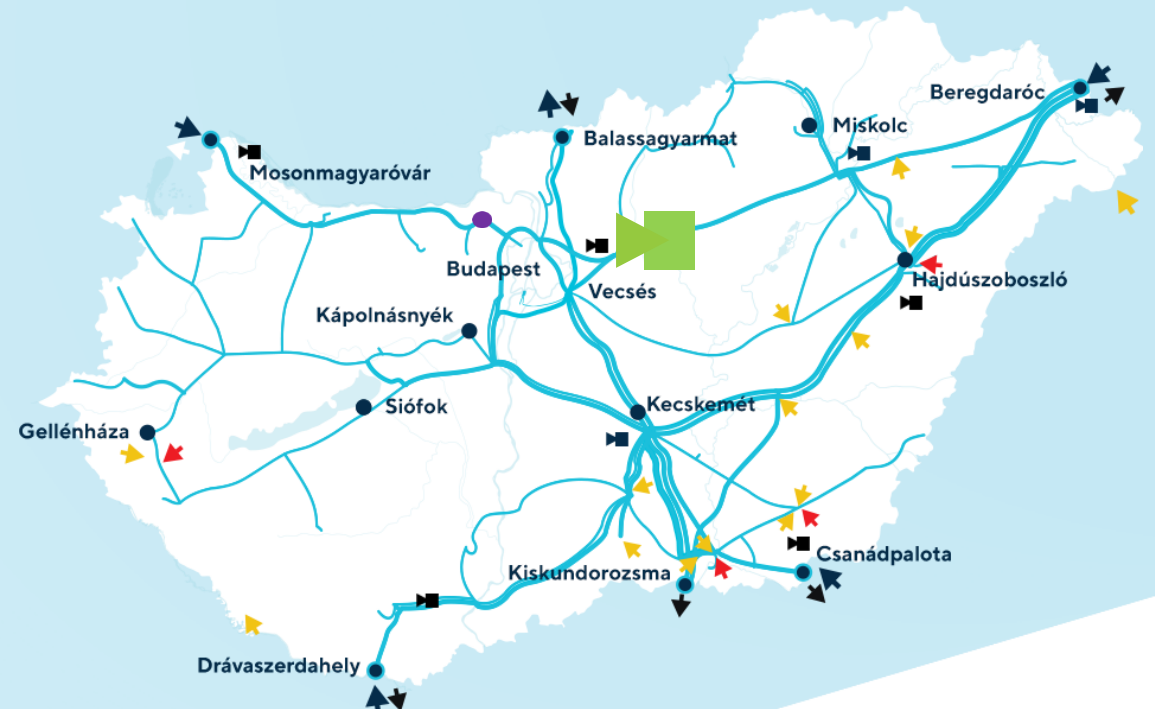 Beregdaróc
Miskolc
Balassagyarmat
Mosonmagyaróvár
Budapest
Hajdúszoboszló
Vecsés
Kápolnásnyék
Kecskemét
Siófok
Gellénháza
Csanádpalota
Kiskundorozsma
Drávaszerdahely